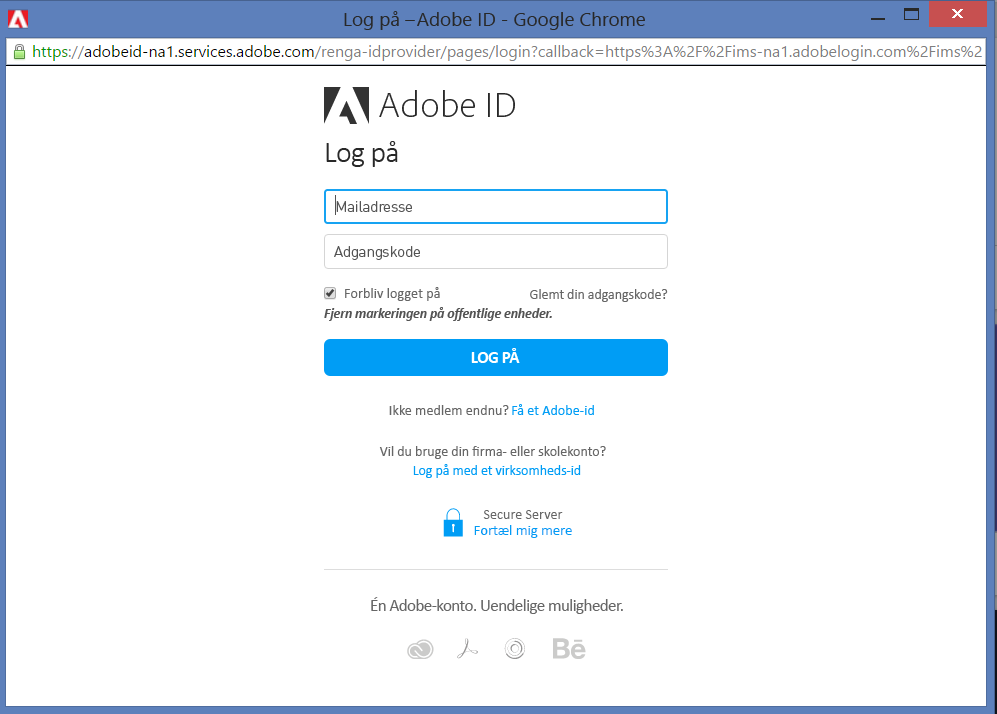 Log på – Adobe ID - Google Chrome
https://adobeid-na1.services.adobe.com/renga-idprovider/pages/login?callback=https%3A%2F%2Fims-na1.adobelogin.com%2Fims%2
Adobe ID
Log på
Mailadresse
Adgangskode
Forbliv logget på
Glemt din adgangskode?
Fjern markeringen på offentlige enheder.
LOG PÅ
Ikke medlem endnu? Få et Adobe-id
Vil du bruge din firma- eller skolekonto?
Log på med et virksomheds-id
Secure Server
Fortæl mig mere
Én Adobe-konto. Uendelige muligheder.
Bē